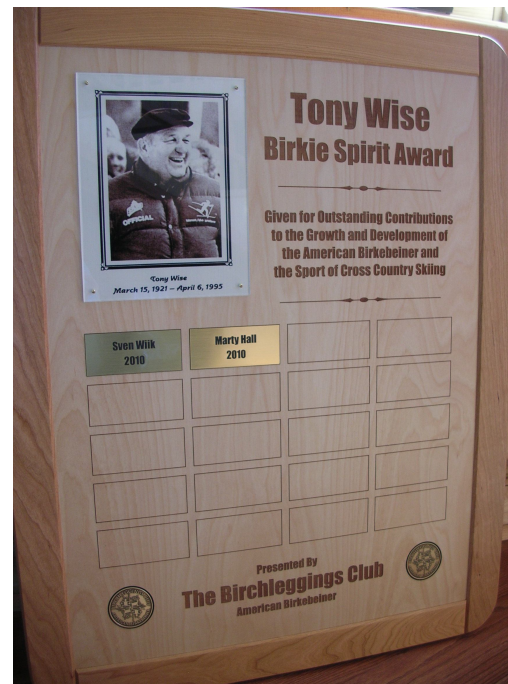 Tony Wise
Birkie Spirit Award
Given for Outstanding Contributions
to the Growth and Development of
the American Birkebeiner and
the Sport of Cross Country Skiing
OFFICIAL
Tony Wise
March 15, 1921 – April 6, 1995
Sven Wiik
2010
Marty Hall
2010
Presented By
The Birchleggings Club
American Birkebeiner